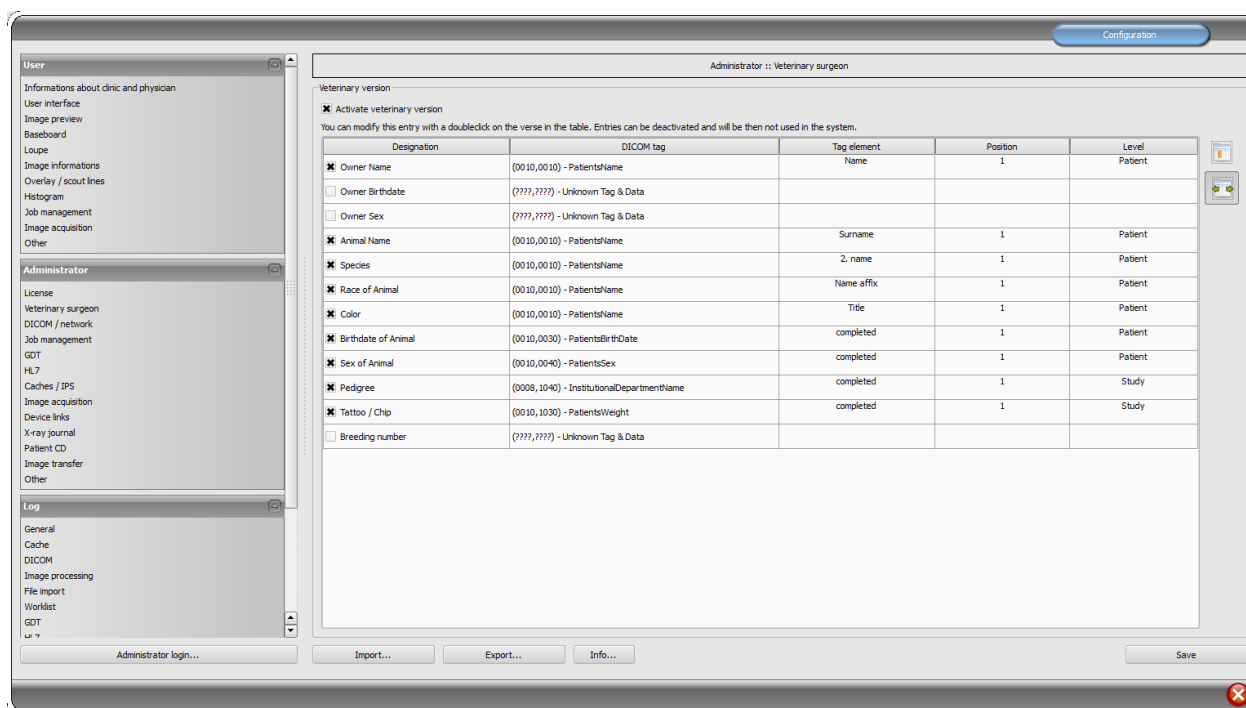 Configuration
User
Informations about clinic and physician
User interface
Image preview
Baseboard
Loupe
Image informations
Overlay / scout lines
Histogram
Job management
Image acquisition
Other
Administrator
License
Veterinary surgeon
DICOM / network
Job management
GDT
HL7
Caches / IPS
Image acquisition
Device links
X-ray journal
Patient CD
Image transfer
Other
Log
General
Cache
DICOM
Image processing
File import
Worklist
GDT
HL7
Administrator login...
Administrator :: Veterinary surgeon
Veterinary version
Activate veterinary version
You can modify this entry with a doubleclick on the verse in the table. Entries can be deactivated and will be then not used in the system.
Designation DICOM tag Tag element Position Level
Owner Name (0010,0010) - PatientsName Name 1 Patient
Owner Birthdate (????,????) - Unknown Tag & Data
Owner Sex (????,????) - Unknown Tag & Data
Animal Name (0010,0010) - PatientsName Surname 1 Patient
Species (0010,0010) - PatientsName 2. name 1 Patient
Race of Animal (0010,0010) - PatientsName Name affix 1 Patient
Color (0010,0010) - PatientsName Title 1 Patient
Birthdate of Animal (0010,0030) - PatientsBirthDate completed 1 Patient
Sex of Animal (0010,0040) - PatientsSex completed 1 Patient
Pedigree (0008,1040) - InstitutionalDepartmentName completed 1 Study
Tattoo / Chip (0010,1030) - PatientsWeight completed 1 Study
Breeding number (????,????) - Unknown Tag & Data
Import... Export... Info... Save